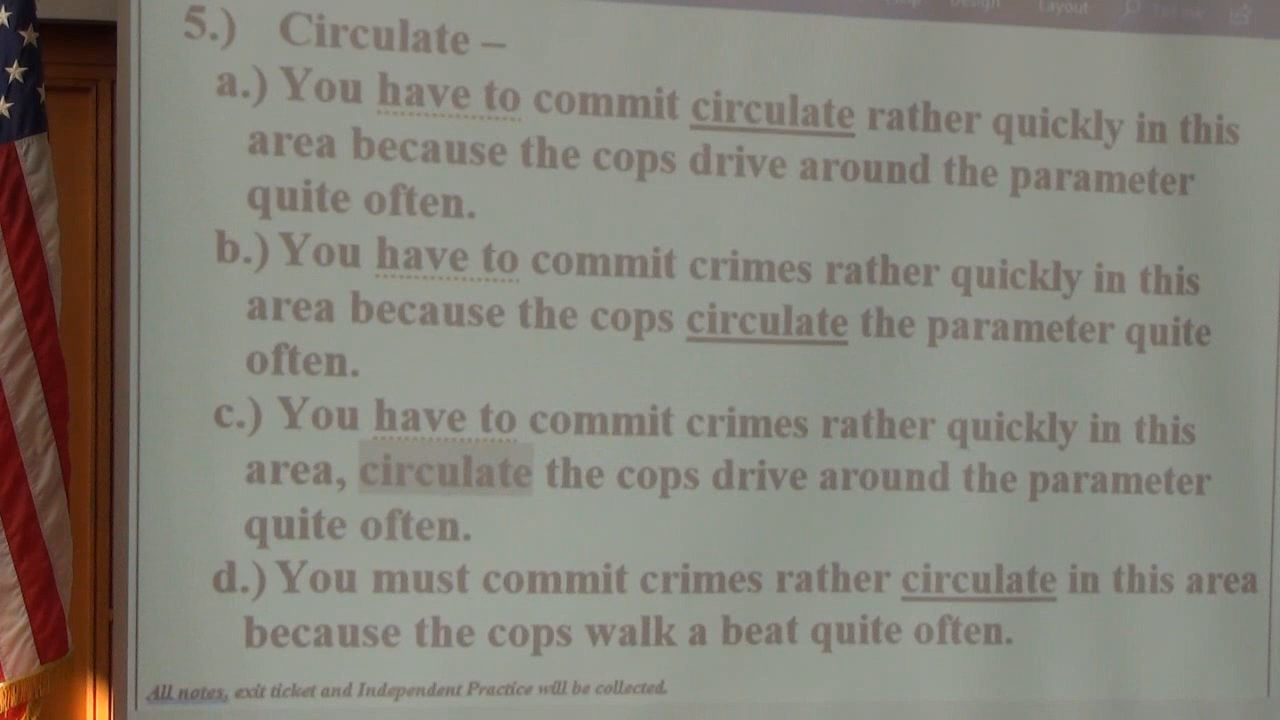 Design Layout
5.) Circulate –
a.) You have to commit circulate rather quickly in this
area because the cops drive around the parameter
quite often.
b.) You have to commit crimes rather quickly in this
area because the cops circulate the parameter quite
often.
c.) You have to commit crimes rather quickly in this
area, circulate the cops drive around the parameter
quite often.
d.) You must commit crimes rather circulate in this area
because the cops walk a beat quite often.
All notes, exit ticket and Independent Practice will be collected.